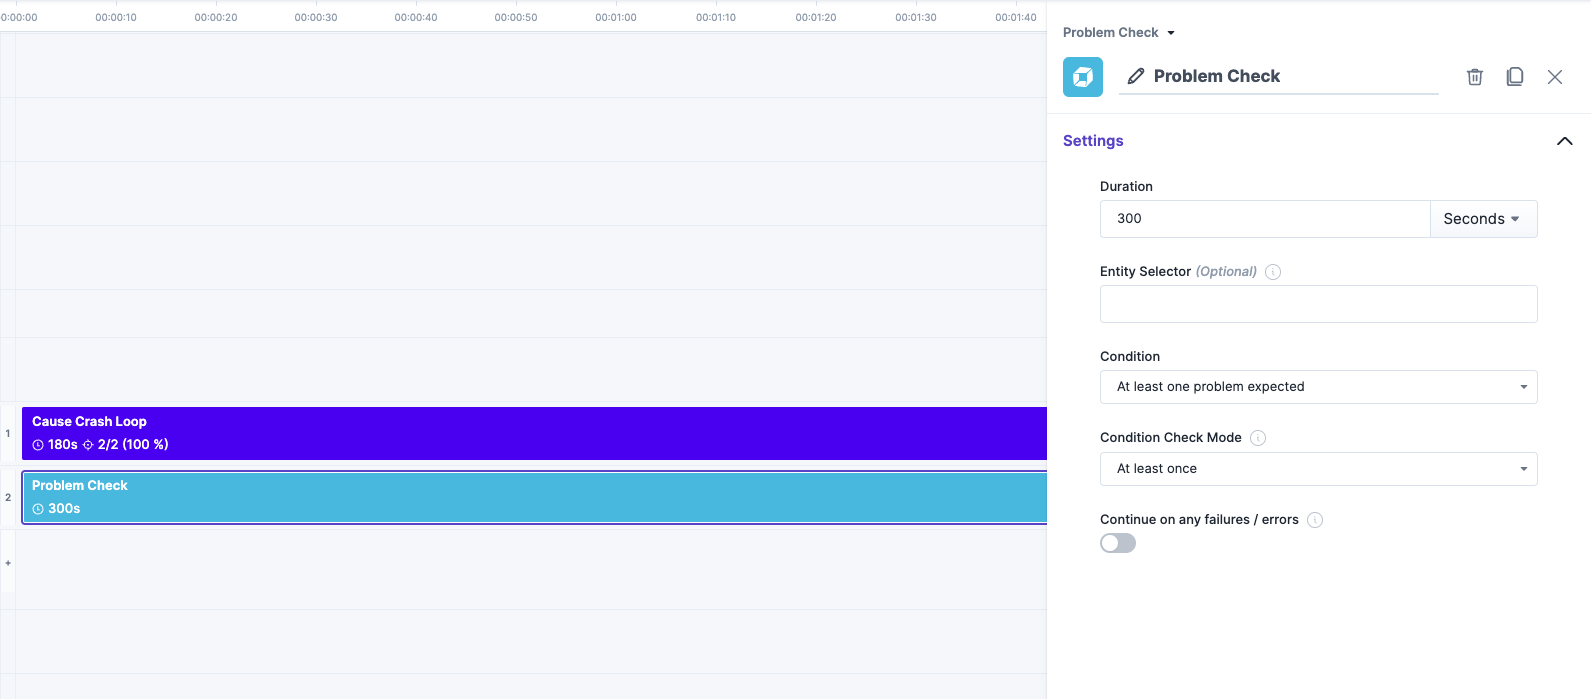 0:00:00 00:00:10 00:00:20 00:00:30 00:00:40 00:00:50 00:01:00 00:01:10 00:01:20 00:01:30 00:01:40
1
Cause Crash Loop
180s 2/2 (100 %)
2
Problem Check
300s
+
Problem Check
Problem Check
Settings
Duration
300 Seconds
Entity Selector (Optional)
Condition
At least one problem expected
Condition Check Mode
At least once
Continue on any failures / errors